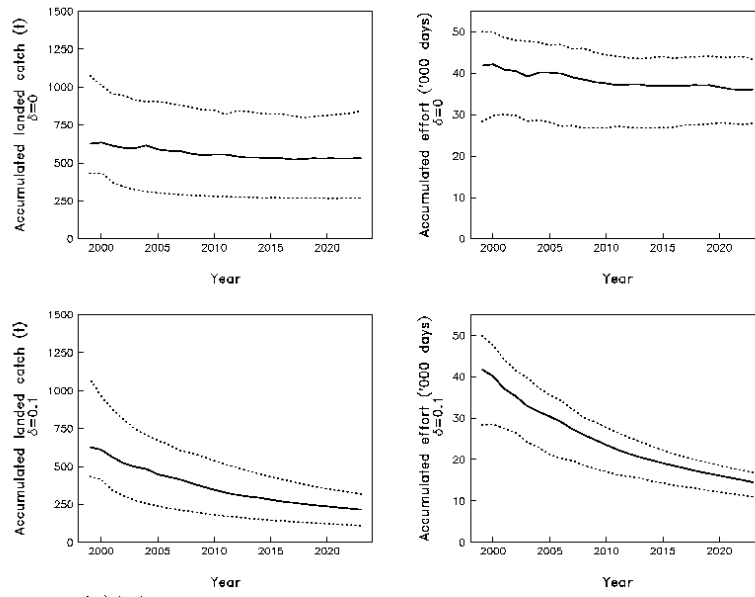 Accumulated landed catch (t)
δ=0
1500
1250
1000
750
500
250
0
2000 2005 2010 2015 2020
Year
Accumulated effort ('000 days)
δ=0
50
40
30
20
10
0
2000 2005 2010 2015 2020
Year
Accumulated landed catch (t)
δ=0.1
1500
1250
1000
750
500
250
0
2000 2005 2010 2015 2020
Year
Accumulated effort ('000 days)
δ=0.1
50
40
30
20
10
0
2000 2005 2010 2015 2020
Year